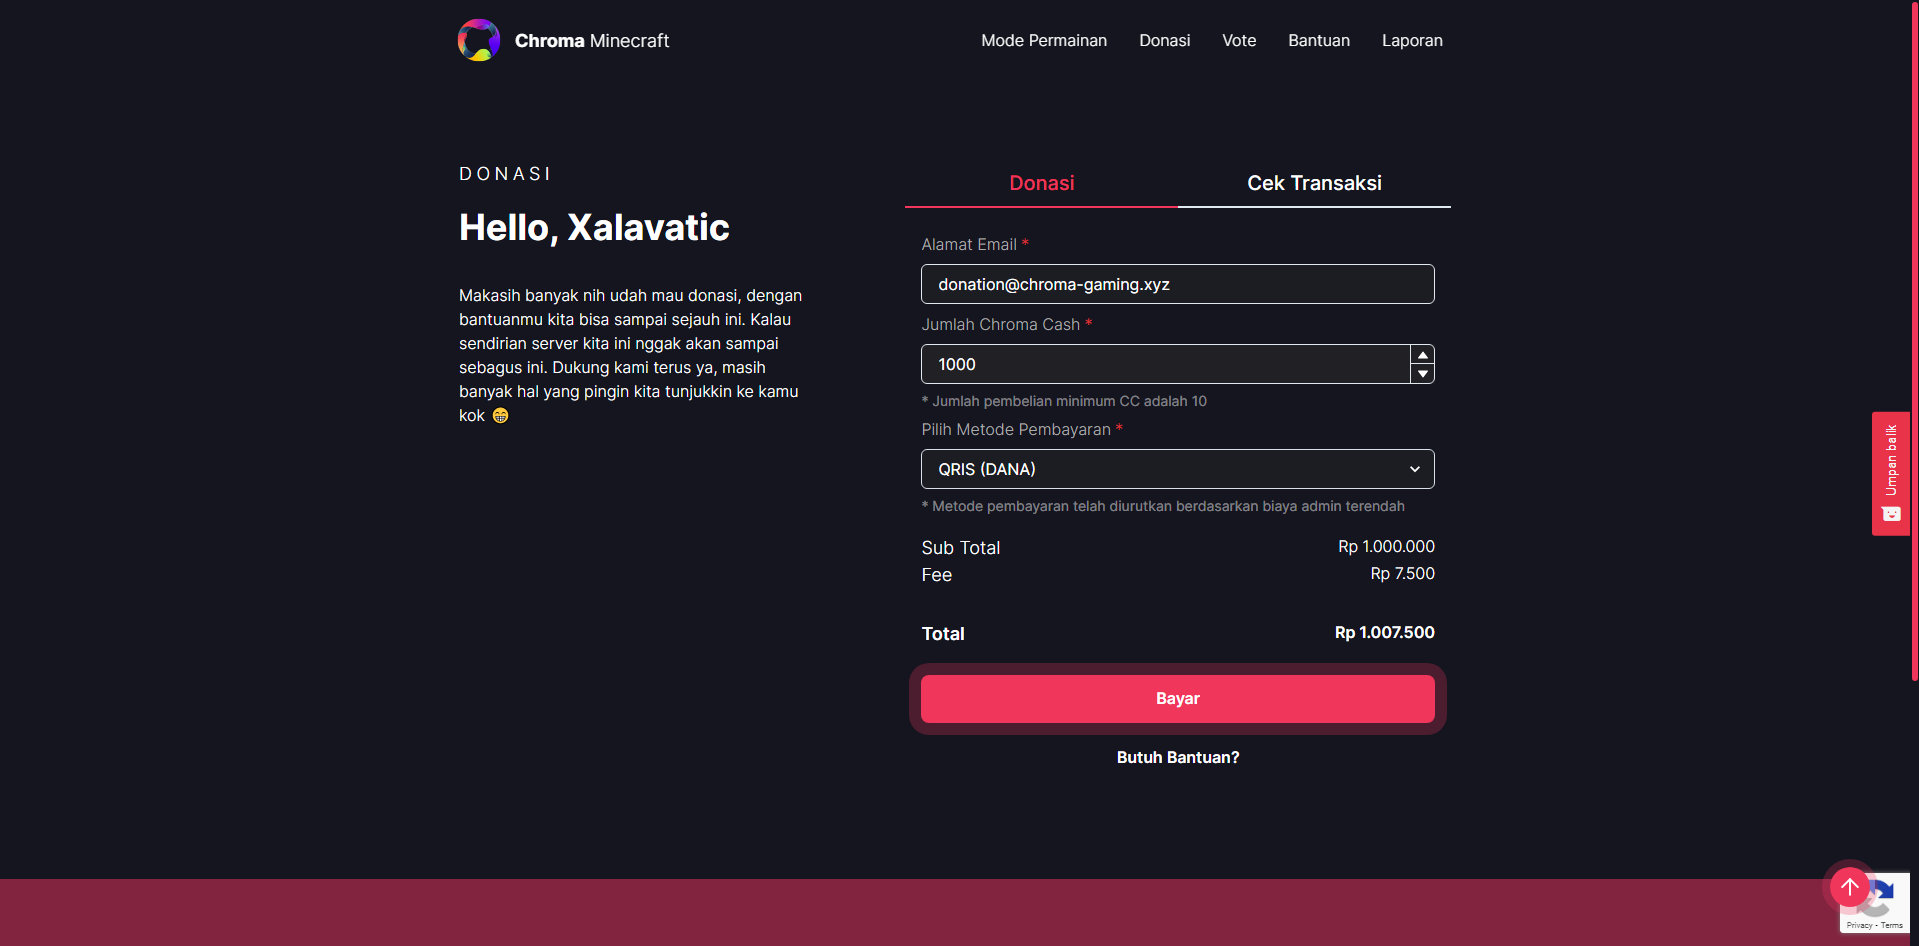 Chroma Minecraft
Mode Permainan
Donasi
Vote
Bantuan
Laporan
DONASI
Hello, Xalavatic
Makasih banyak nih udah mau donasi, dengan
bantuanmu kita bisa sampai sejauh ini. Kalau
sendirian server kita ini nggak akan sampai
sebagus ini. Dukung kami terus ya, masih
banyak hal yang pingin kita tunjukkin ke kamu
kok 😁
Donasi
Cek Transaksi
Alamat Email *
donation@chroma-gaming.xyz
Jumlah Chroma Cash *
1000
* Jumlah pembelian minimum CC adalah 10
Pilih Metode Pembayaran *
QRIS (DANA)
* Metode pembayaran telah diurutkan berdasarkan biaya admin terendah
Sub Total Rp 1.000.000
Fee Rp 7.500
Total Rp 1.007.500
Bayar
Butuh Bantuan?
Umpan balik
Privacy - Terms